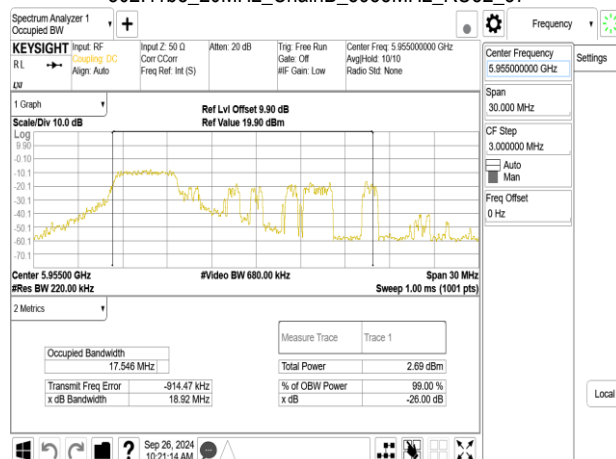 Spectrum Analyzer 1
Occupied BW
Frequency
KEYSIGHT
Input: RF
Coupling: DC
Align: Auto
Input Z: 50 Ω
Corr CCorr
Freq Ref: Int (S)
Atten: 20 dB
Trig: Free Run
Gate: Off
#IF Gain: Low
Center Freq: 5.955000000 GHz
Avg|Hold: 10/10
Radio Std: None
RL
LXI
Center Frequency
5.955000000 GHz
Settings
Span
30.000 MHz
CF Step
3.000000 MHz
Auto
Man
Freq Offset
0 Hz
1 Graph
Scale/Div 10.0 dB
Ref Lvl Offset 9.90 dB
Ref Value 19.90 dBm
Log
9.90
-0.10
-10.1
-20.1
-30.1
-40.1
-50.1
-60.1
-70.1
Center 5.95500 GHz
#Video BW 680.00 kHz
Span 30 MHz
#Res BW 220.00 kHz
Sweep 1.00 ms (1001 pts)
2 Metrics
Measure Trace
Trace 1
Occupied Bandwidth
17.546 MHz
Total Power
2.69 dBm
Transmit Freq Error
-914.47 kHz
% of OBW Power
99.00 %
x dB Bandwidth
18.92 MHz
x dB
-26.00 dB
Local
Sep 26, 2024
10:21:14 AM